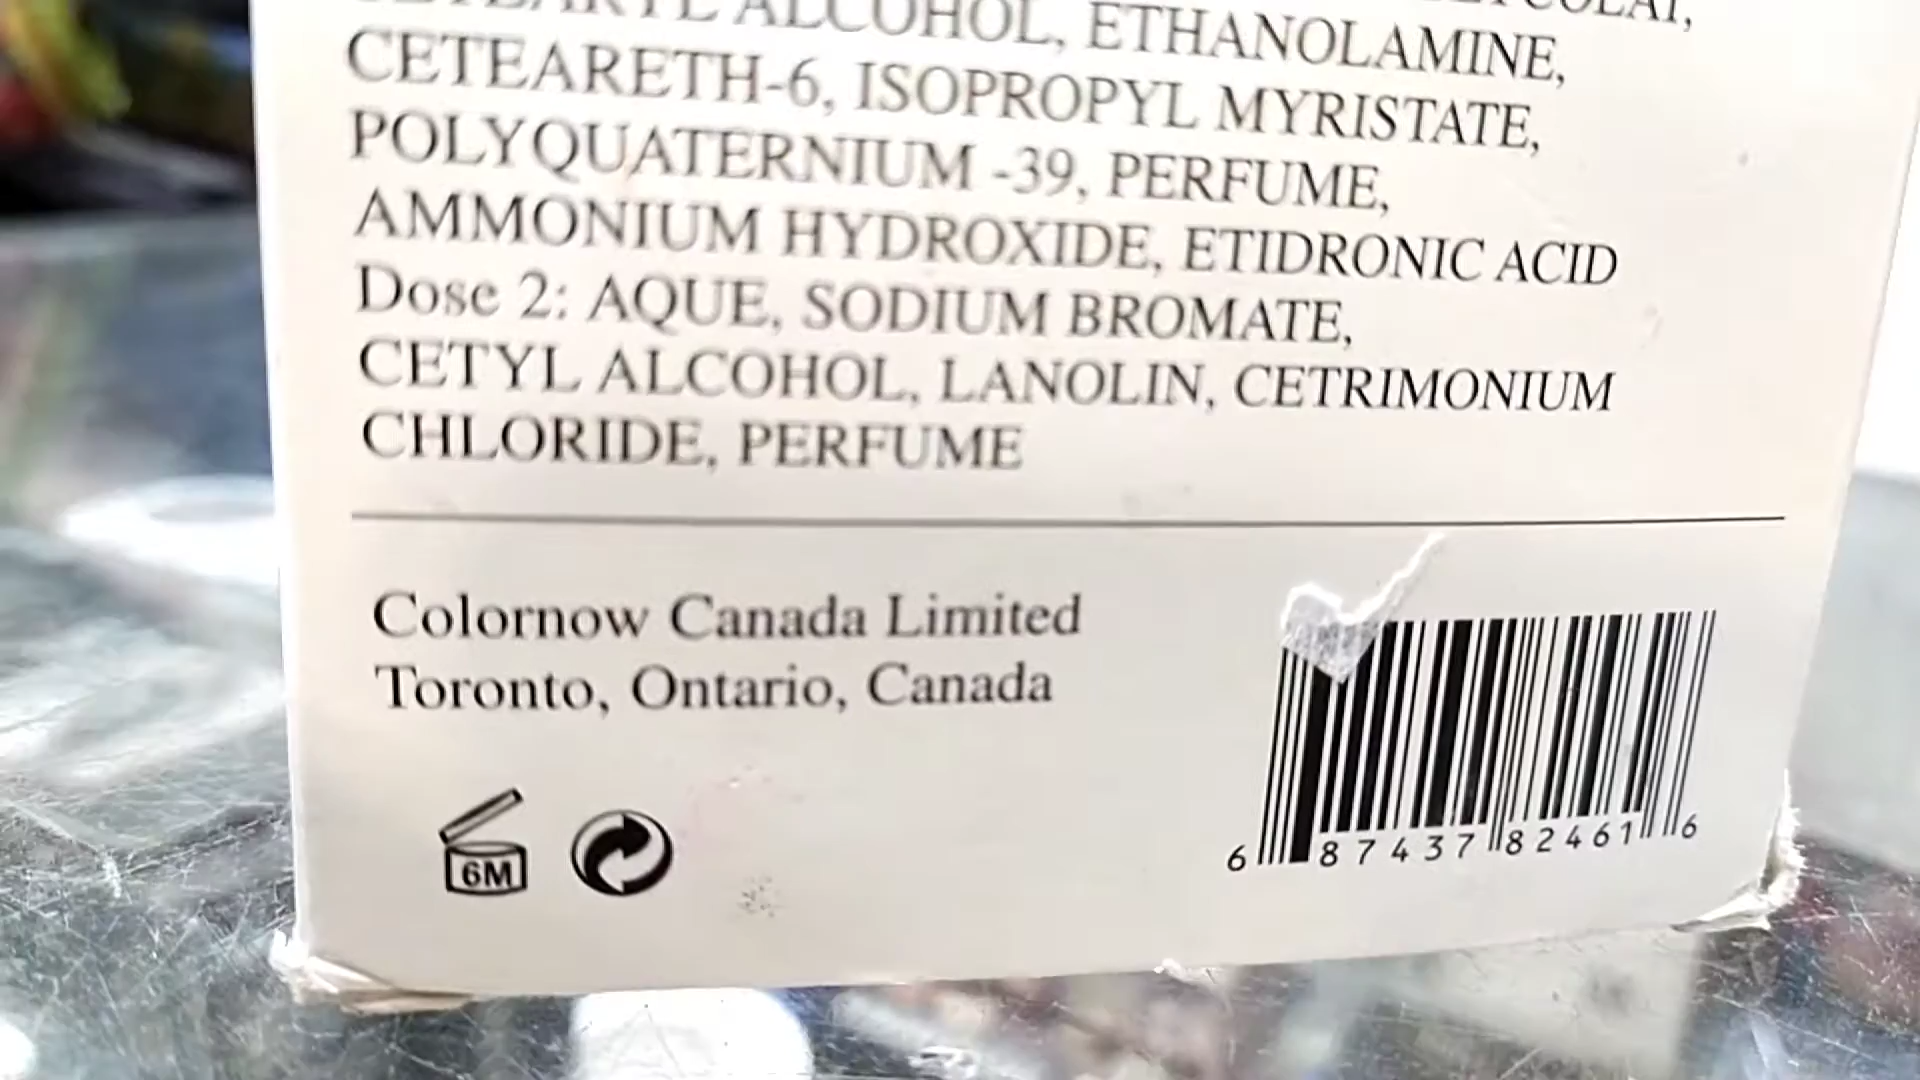 ALCOHOL, ETHANOLAMINE,
CETEARETH-6, ISOPROPYL MYRISTATE,
POLYQUATERNIUM -39, PERFUME,
AMMONIUM HYDROXIDE, ETIDRONIC ACID
Dose 2: AQUE, SODIUM BROMATE,
CETYL ALCOHOL, LANOLIN, CETRIMONIUM
CHLORIDE, PERFUME
Colornow Canada Limited
Toronto, Ontario, Canada
6M
6 87437 82461 6